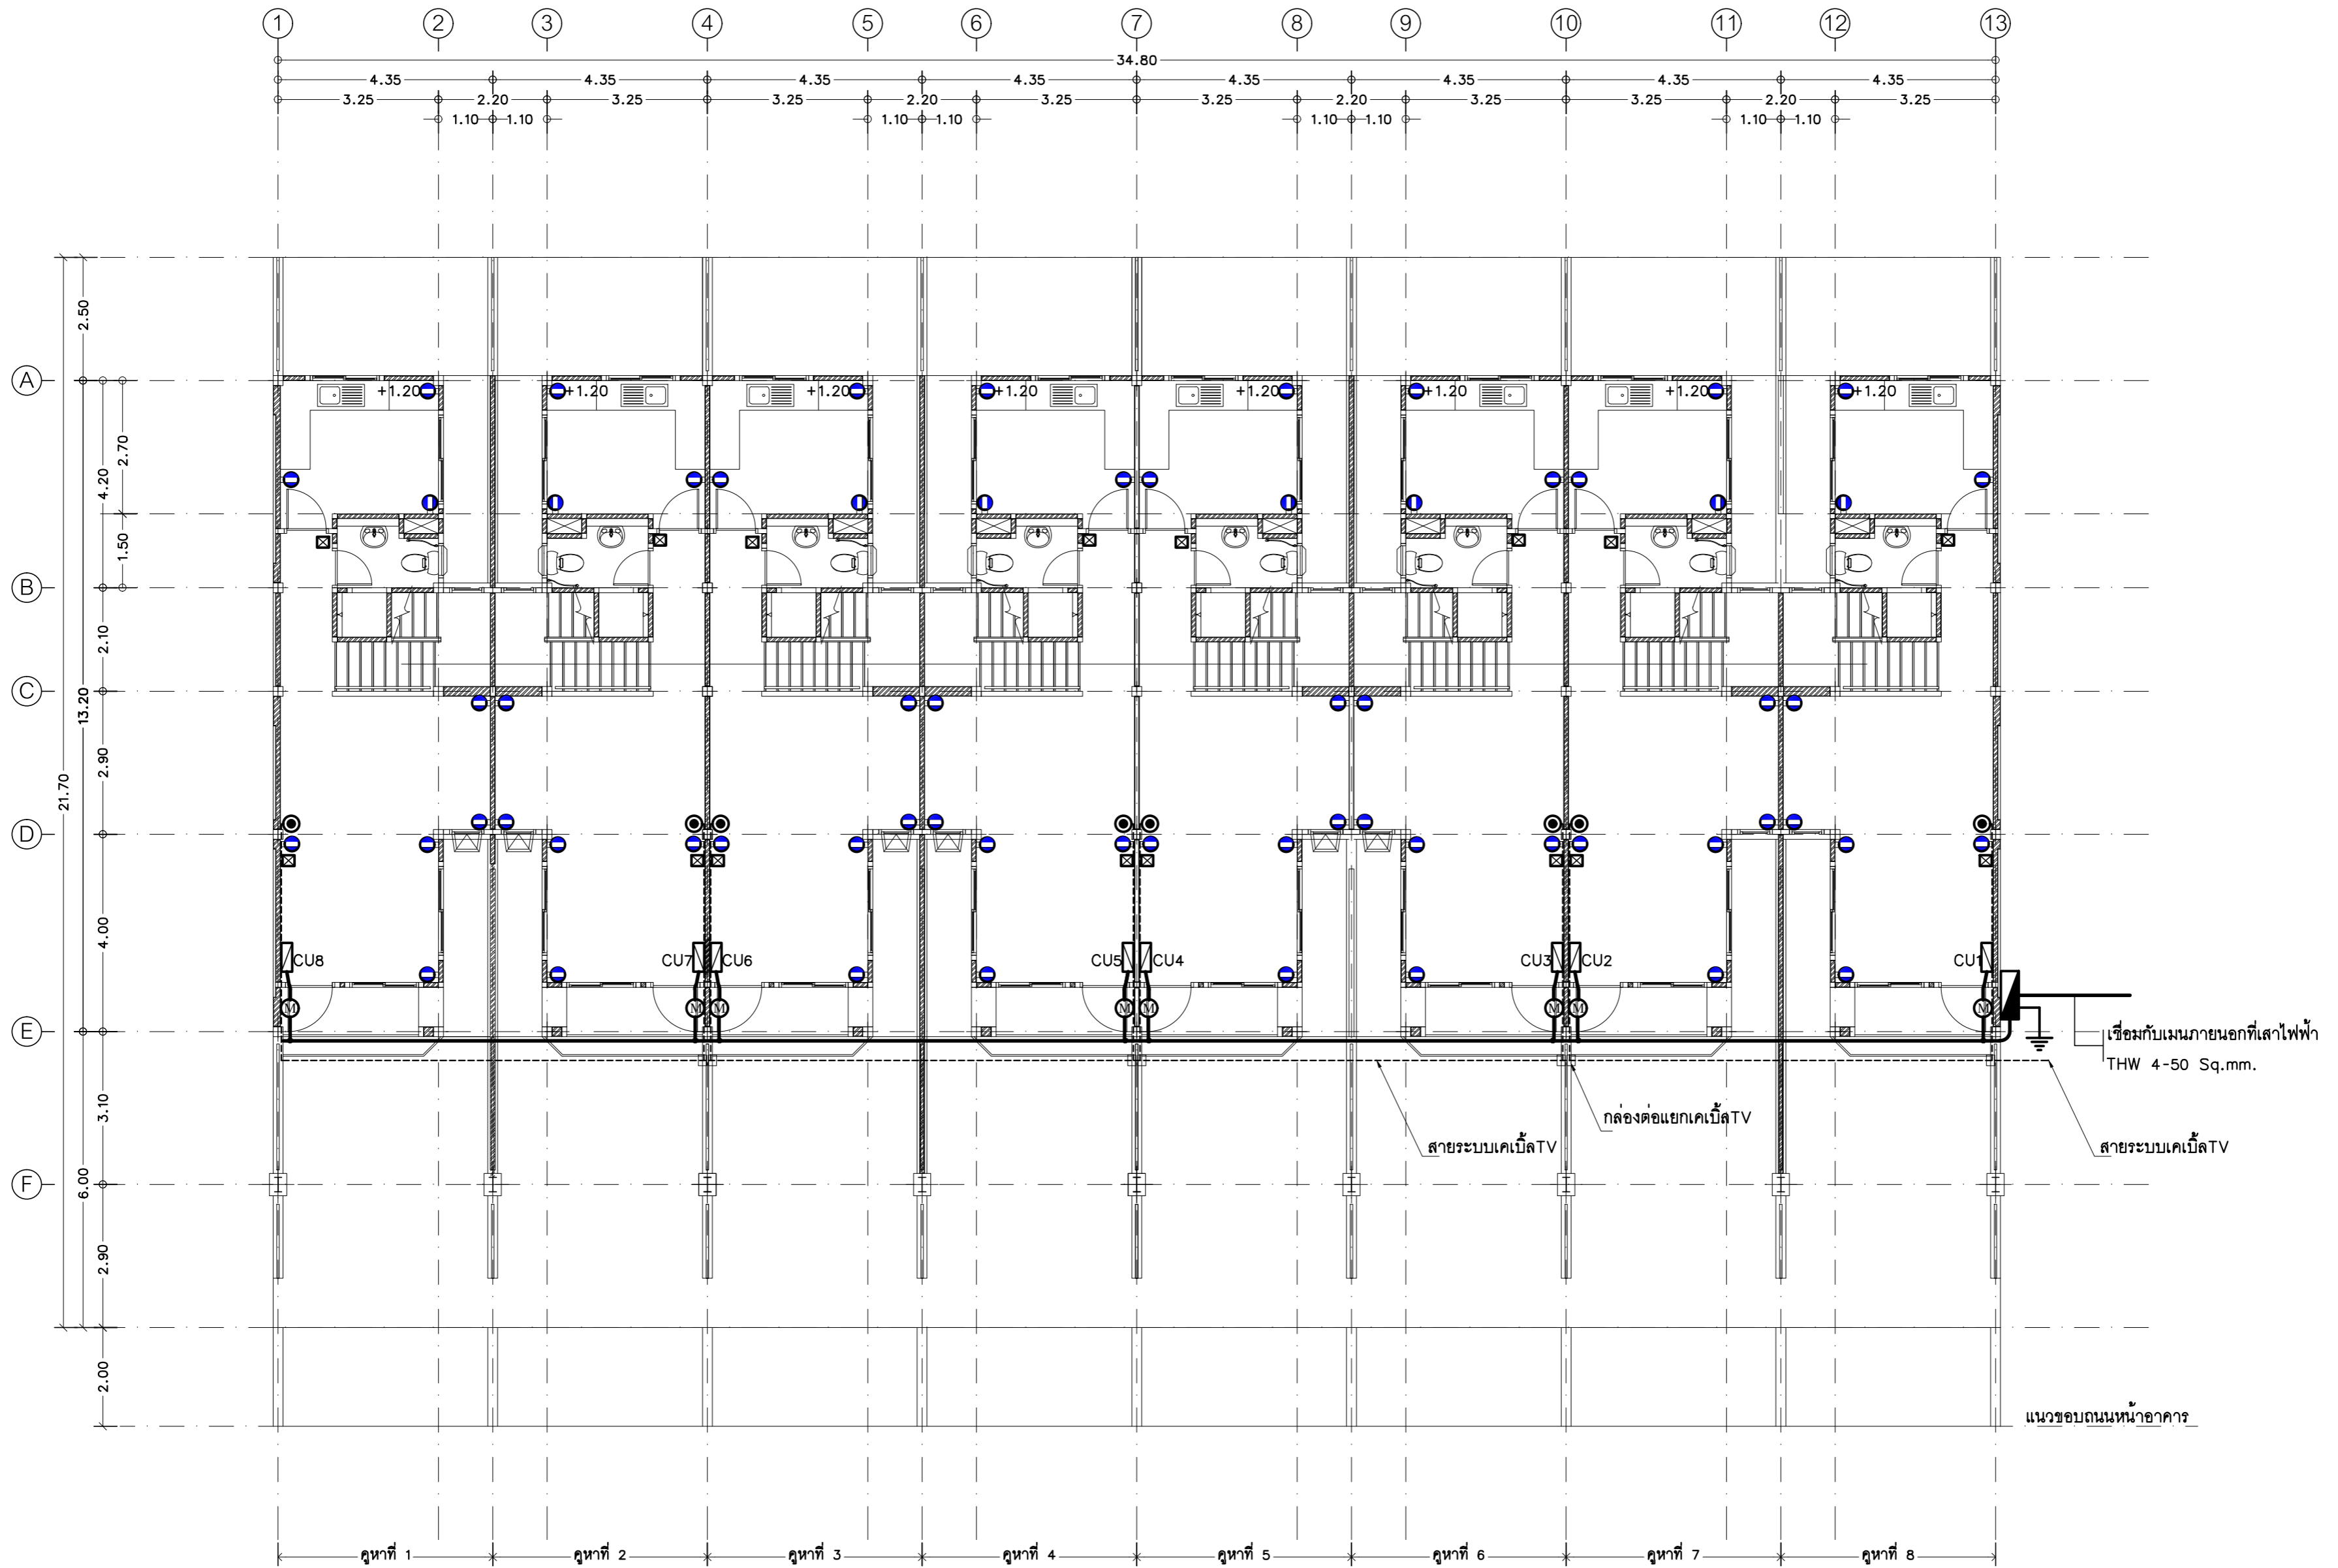 1 2 3 4 5 6 7 8 9 10 11 12 13
34.80
4.35 4.35 4.35 4.35 4.35 4.35 4.35 4.35
3.25 2.20 3.25 3.25 2.20 3.25 3.25 2.20 3.25 3.25 2.20 3.25
1.10 1.10 1.10 1.10 1.10 1.10 1.10 1.10
2.50
A
+1.20 +1.20 +1.20 +1.20 +1.20 +1.20 +1.20 +1.20
2.70
4.20
1.50
B
2.10
C
13.20
2.90
21.70
D
4.00
CU8 CU7 CU6 CU5 CU4 CU3 CU2 CU1
M M M M M M M M
E
เชื่อมกับเมนภายนอกที่เสาไฟฟ้า
THW 4-50 Sq.mm.
3.10
กล่องต่อแยกเคเบิ้ลTV
สายระบบเคเบิ้ลTV
สายระบบเคเบิ้ลTV
F
6.00
2.90
2.00
แนวขอบถนนหน้าอาคาร
คูหาที่ 1 คูหาที่ 2 คูหาที่ 3 คูหาที่ 4 คูหาที่ 5 คูหาที่ 6 คูหาที่ 7 คูหาที่ 8